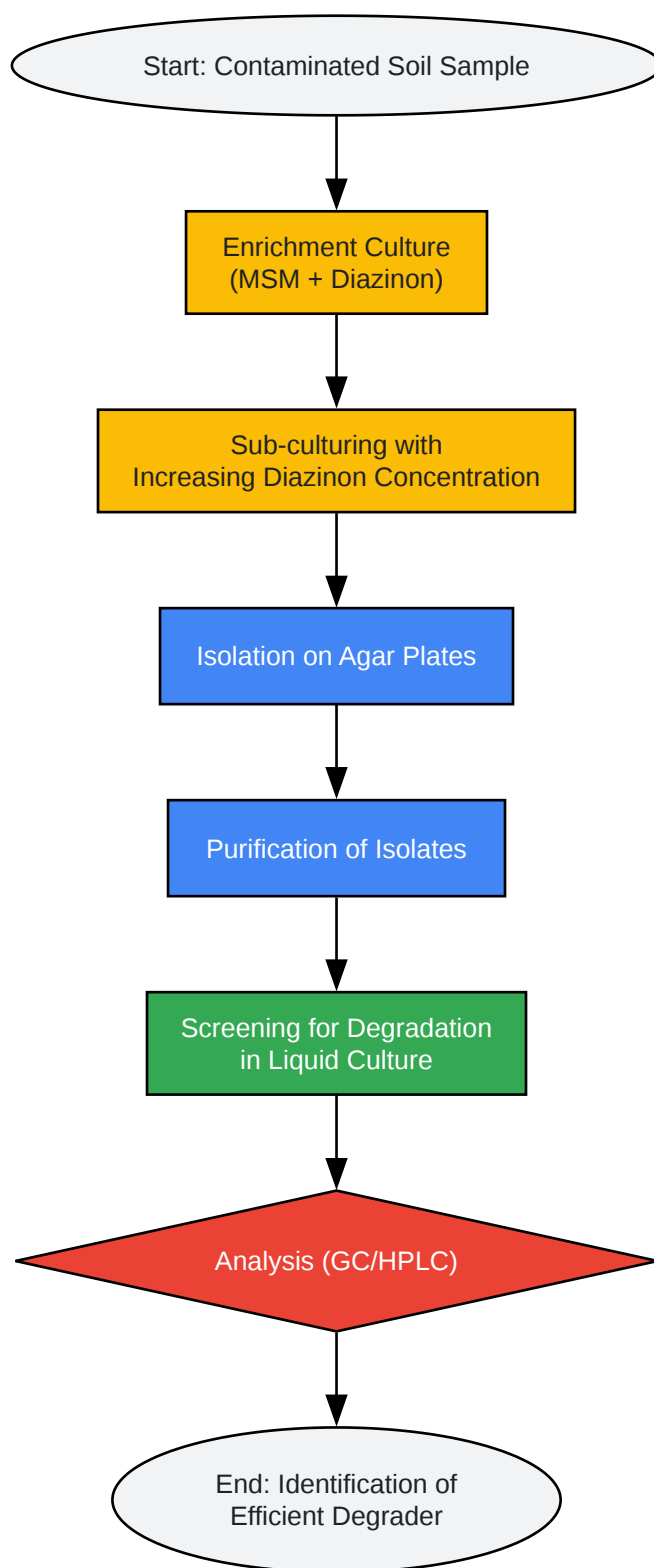 Start: Contaminated Soil Sample
Enrichment Culture
(MSM + Diazinon)
Sub-culturing with
Increasing Diazinon Concentration
Isolation on Agar Plates
Purification of Isolates
Screening for Degradation
in Liquid Culture
Analysis (GC/HPLC)
End: Identification of
Efficient Degrader